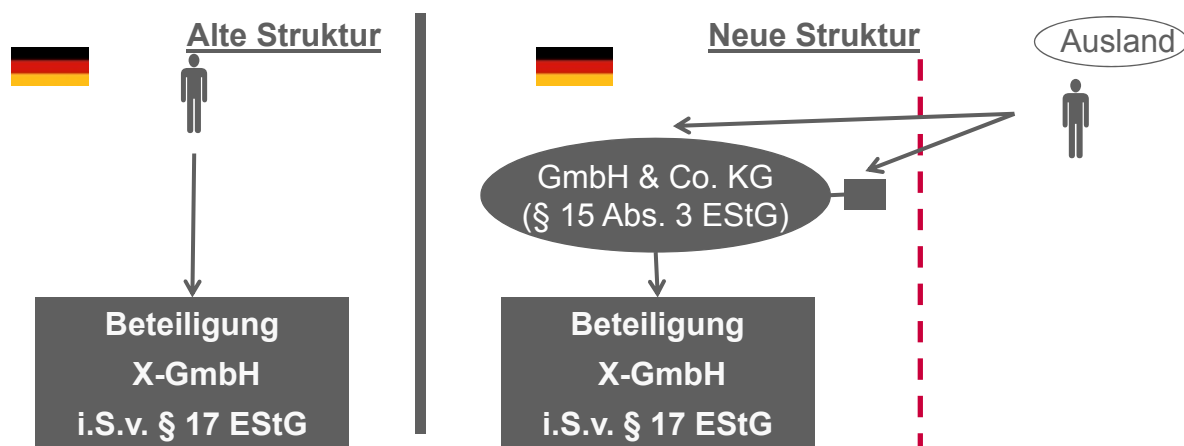 Alte Struktur
Beteiligung
X-GmbH
i.S.v. § 17 EStG
Neue Struktur
Ausland
GmbH & Co. KG
(§ 15 Abs. 3 EStG)
Beteiligung
X-GmbH
i.S.v. § 17 EStG